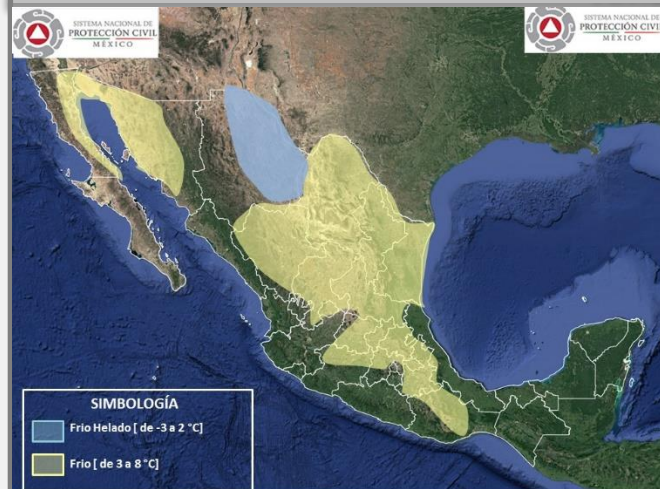 SISTEMA NACIONAL DE
PROTECCIÓN CIVIL
MÉXICO
SISTEMA NACIONAL DE
PROTECCIÓN CIVIL
MÉXICO
SIMBOLOGÍA
Frio Helado [ de -3 a 2 °C]
Frio [ de 3 a 8 °C]